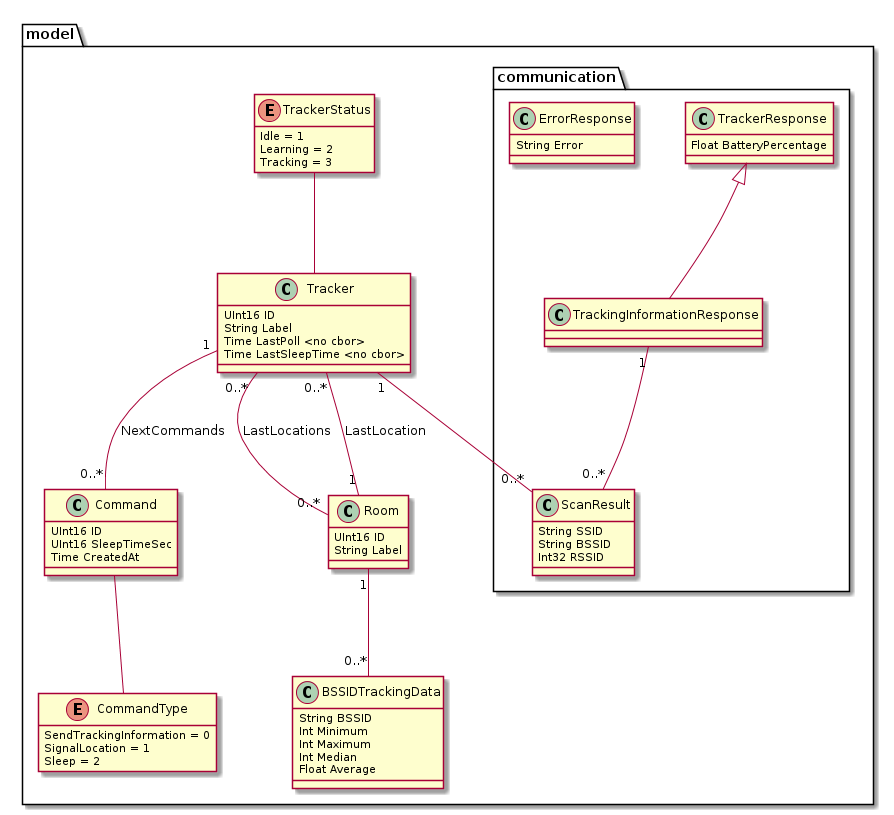 model
communication
E TrackerStatus
Idle = 1
Learning = 2
Tracking = 3
C ErrorResponse
String Error
C TrackerResponse
Float BatteryPercentage
C Tracker
UInt16 ID
String Label
Time LastPoll <no cbor>
Time LastSleepTime <no cbor>
C TrackingInformationResponse
1
0..*
0..*
1
1
NextCommands
LastLocations
LastLocation
0..*
0..*
1
0..*
0..*
C Command
UInt16 ID
UInt16 SleepTimeSec
Time CreatedAt
C Room
UInt16 ID
String Label
C ScanResult
String SSID
String BSSID
Int32 RSSID
1
0..*
E CommandType
SendTrackingInformation = 0
SignalLocation = 1
Sleep = 2
C BSSIDTrackingData
String BSSID
Int Minimum
Int Maximum
Int Median
Float Average